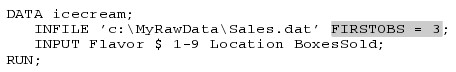 DATA icecream;
INFILE ’c:\MyRawData\Sales.dat’ FIRSTOBS = 3;
INPUT Flavor $ 1-9 Location BoxesSold;
RUN;